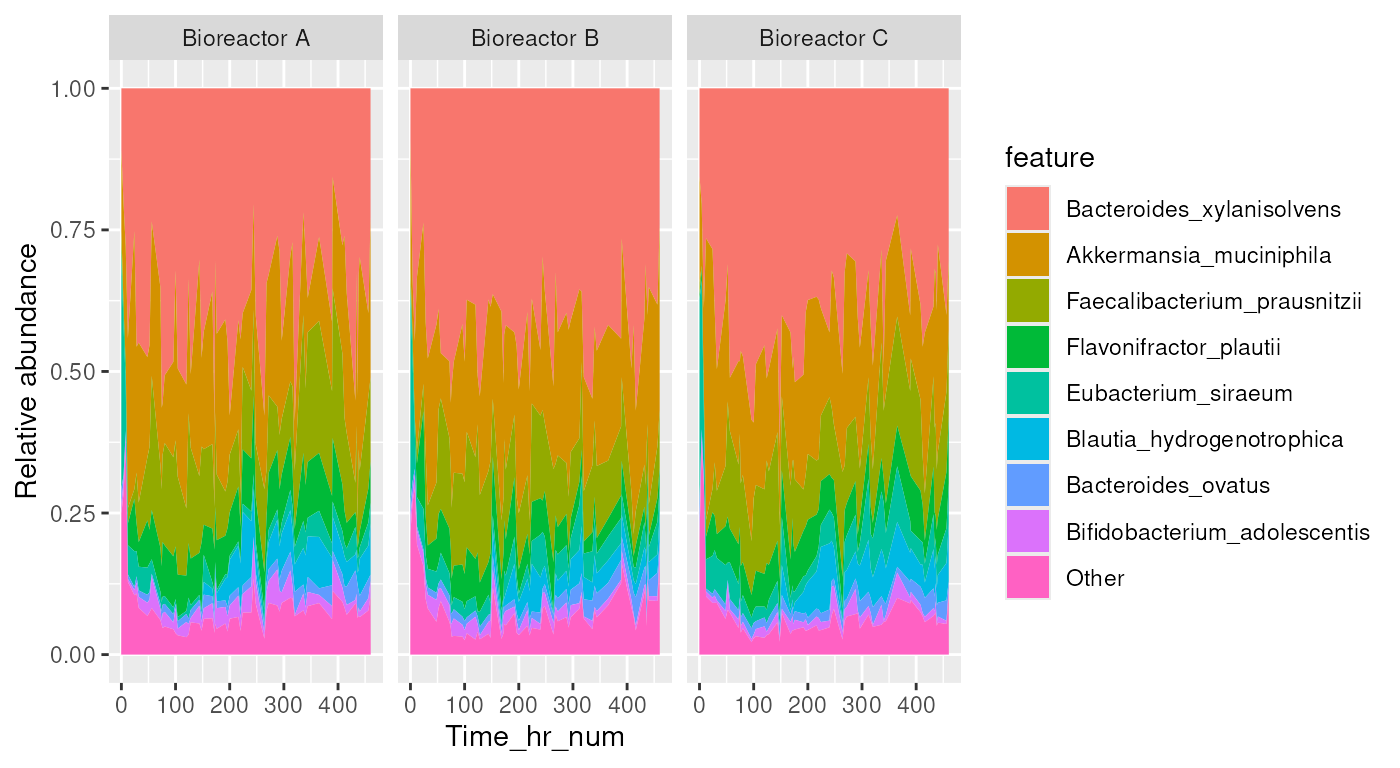 Bioreactor A
Bioreactor B
Bioreactor C
Relative abundance
1.00
0.75
0.50
0.25
0.00
0 100 200 300 400
0 100 200 300 400
0 100 200 300 400
Time_hr_num
feature
Bacteroides_xylanisolvens
Akkermansia_muciniphila
Faecalibacterium_prausnitzii
Flavonifractor_plautii
Eubacterium_siraeum
Blautia_hydrogenotrophica
Bacteroides_ovatus
Bifidobacterium_adolescentis
Other